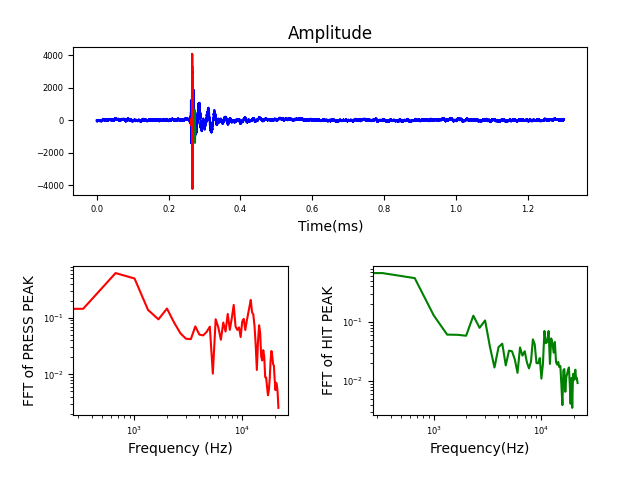 Amplitude
4000
2000
0
−2000
−4000
0.0 0.2 0.4 0.6 0.8 1.0 1.2
Time(ms)
FFT of PRESS PEAK
10⁻¹
10⁻²
10³ 10⁴
Frequency (Hz)
FFT of HIT PEAK
10⁻¹
10⁻²
10³ 10⁴
Frequency(Hz)